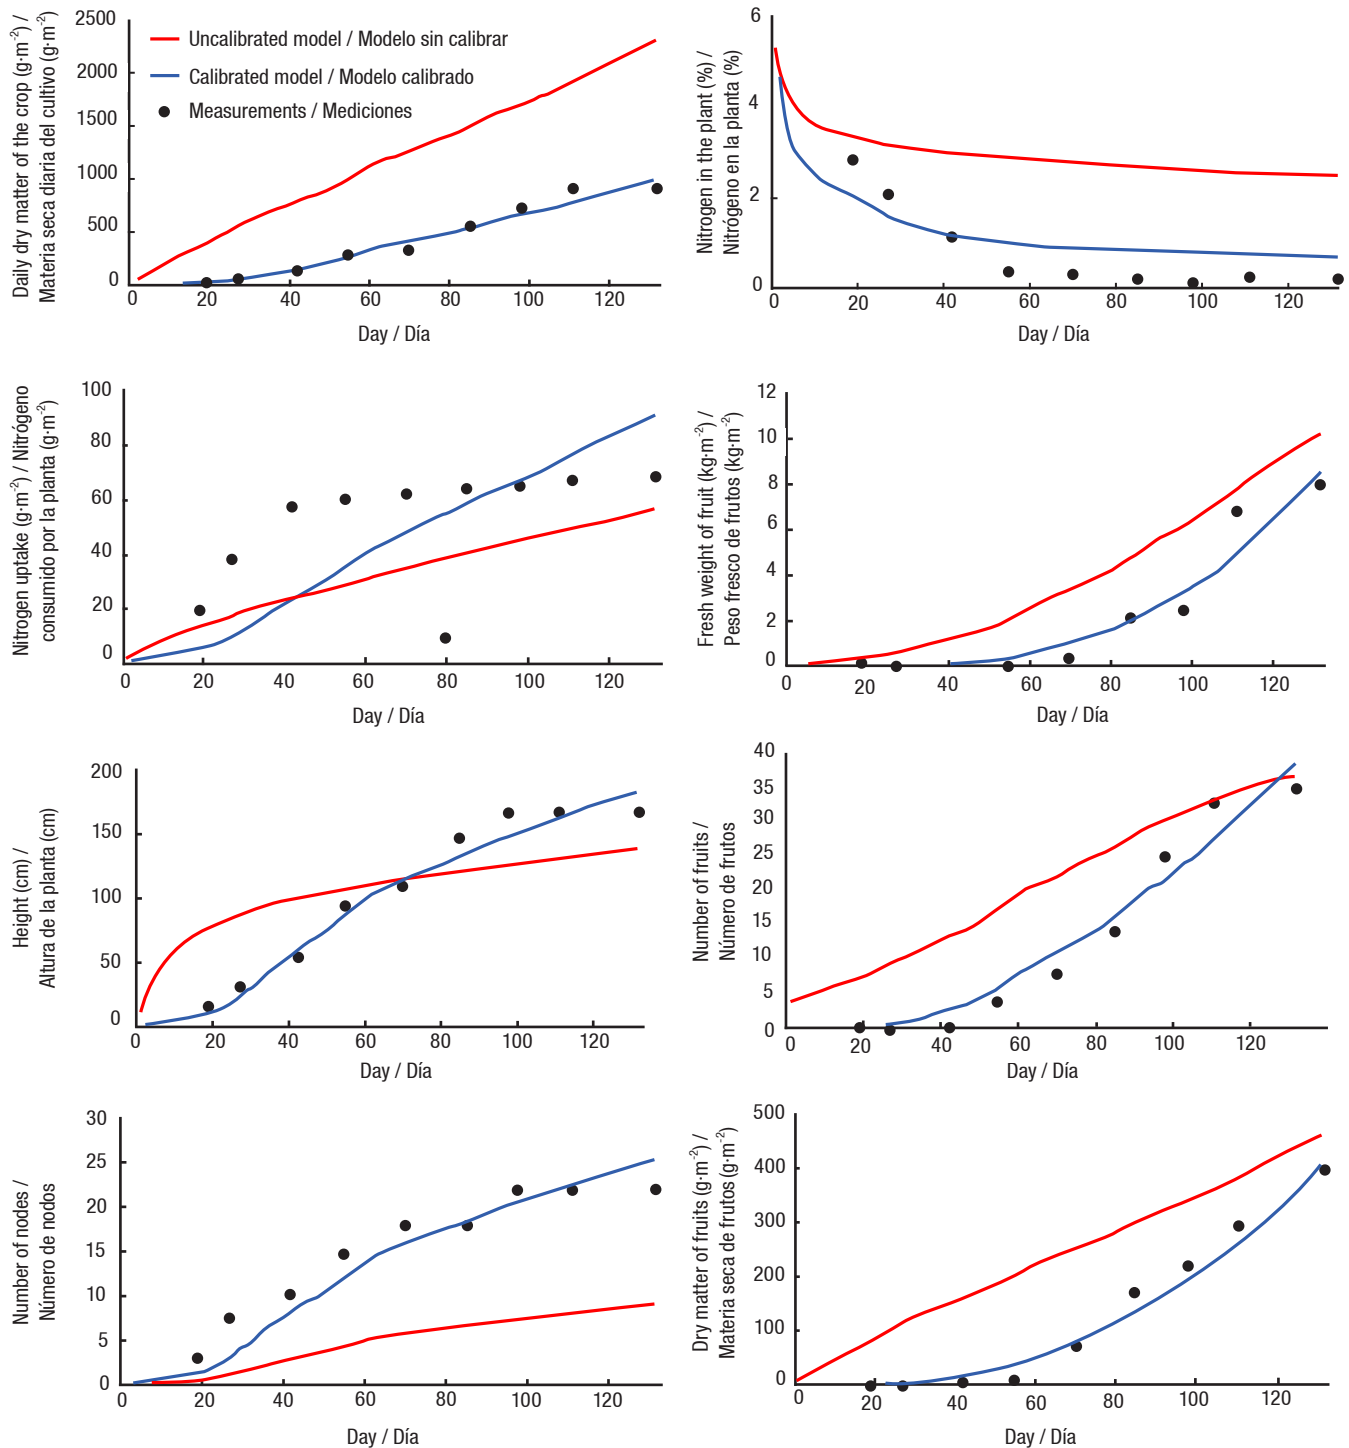 Daily dry matter of the crop (g·m-2) /
Materia seca diaria del cultivo (g·m-2)
2500
2000
1500
1000
500
0
Uncalibrated model / Modelo sin calibrar
Calibrated model / Modelo calibrado
Measurements / Mediciones
0 20 40 60 80 100 120
Day / Día
Nitrogen in the plant (%) /
Nitrógeno en la planta (%)
6
4
2
0
0 20 40 60 80 100 120
Day / Día
Nitrogen uptake (g·m-2) / Nitrógeno
consumido por la planta (g·m-2)
100
80
60
40
20
0
0 20 40 60 80 100 120
Day / Día
Fresh weight of fruit (kg·m-2) /
Peso fresco de frutos (kg·m-2)
12
10
8
6
4
2
0
0 20 40 60 80 100 120
Day / Día
Height (cm) /
Altura de la planta (cm)
200
150
100
50
0
0 20 40 60 80 100 120
Day / Día
Number of fruits /
Número de frutos
40
35
30
25
20
15
10
5
0
0 20 40 60 80 100 120
Day / Día
Number of nodes /
Número de nodos
30
25
20
15
10
5
0
0 20 40 60 80 100 120
Day / Día
Dry matter of fruits (g·m-2) /
Materia seca de frutos (g·m-2)
500
400
300
200
100
0
0 20 40 60 80 100 120
Day / Día